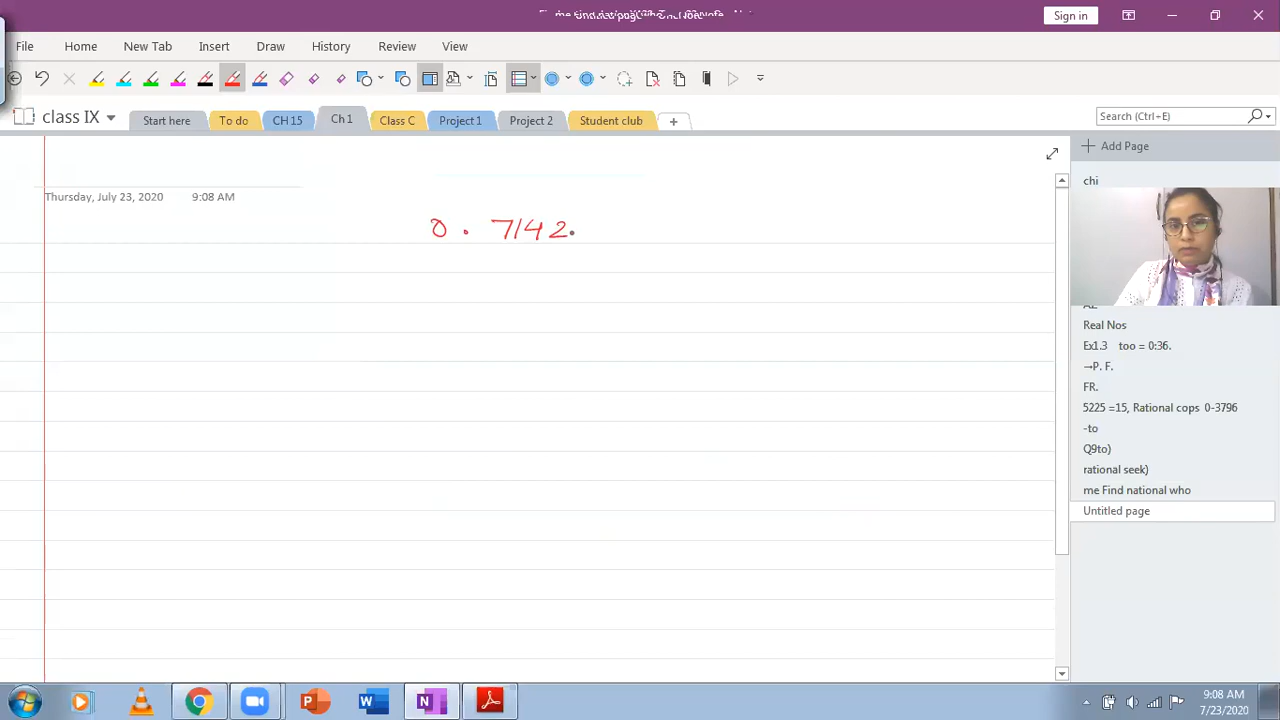 Sign in
File Home New Tab Insert Draw History Review View
class IX Start here To do CH 15 Ch 1 Class C Project 1 Project 2 Student club Search (Ctrl+E)
Add Page
Thursday, July 23, 2020 9:08 AM
0. 7142
chi
Real Nos
Ex1.3 too = 0:36.
→P. F.
FR.
5225 =15, Rational cops 0-3796
-to
Q9to)
rational seek)
me Find national who
Untitled page
9:08 AM
7/23/2020